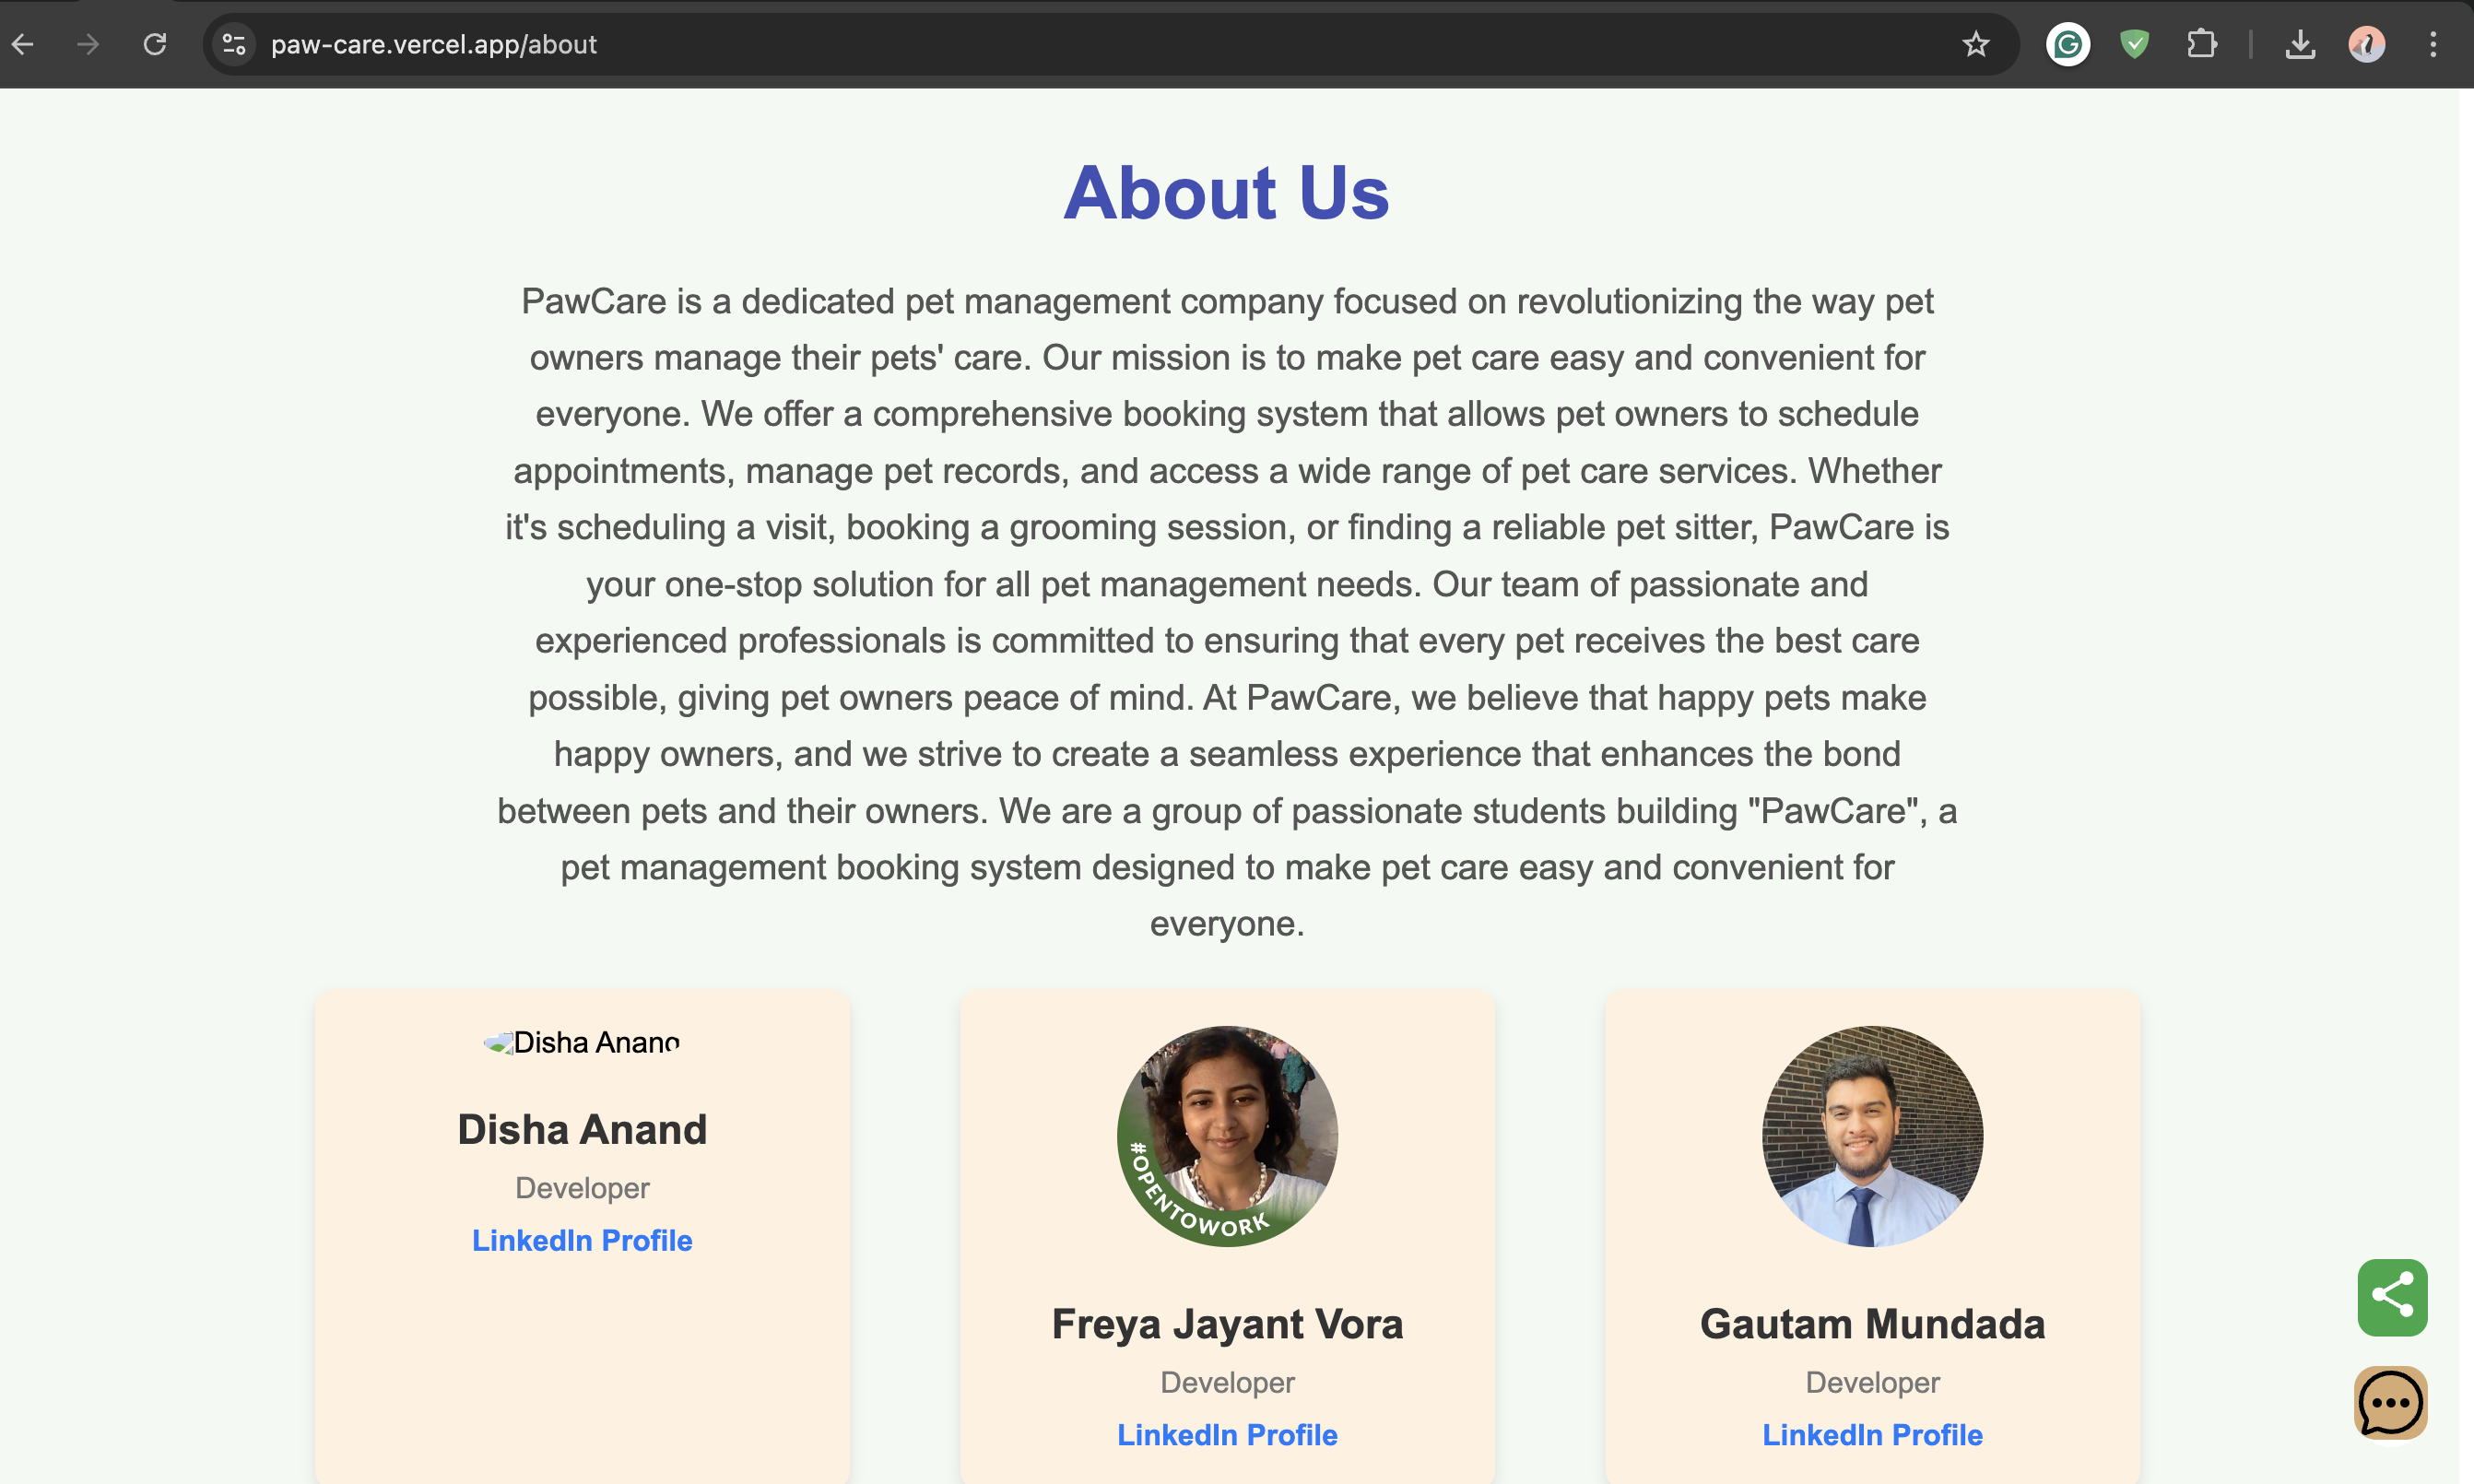 paw-care.vercel.app/about
About Us
PawCare is a dedicated pet management company focused on revolutionizing the way pet
owners manage their pets' care. Our mission is to make pet care easy and convenient for
everyone. We offer a comprehensive booking system that allows pet owners to schedule
appointments, manage pet records, and access a wide range of pet care services. Whether
it's scheduling a visit, booking a grooming session, or finding a reliable pet sitter, PawCare is
your one-stop solution for all pet management needs. Our team of passionate and
experienced professionals is committed to ensuring that every pet receives the best care
possible, giving pet owners peace of mind. At PawCare, we believe that happy pets make
happy owners, and we strive to create a seamless experience that enhances the bond
between pets and their owners. We are a group of passionate students building "PawCare", a
pet management booking system designed to make pet care easy and convenient for
everyone.
Disha Anand
Disha Anand
Developer
LinkedIn Profile
#OPENTOWORK
Freya Jayant Vora
Developer
LinkedIn Profile
Gautam Mundada
Developer
LinkedIn Profile